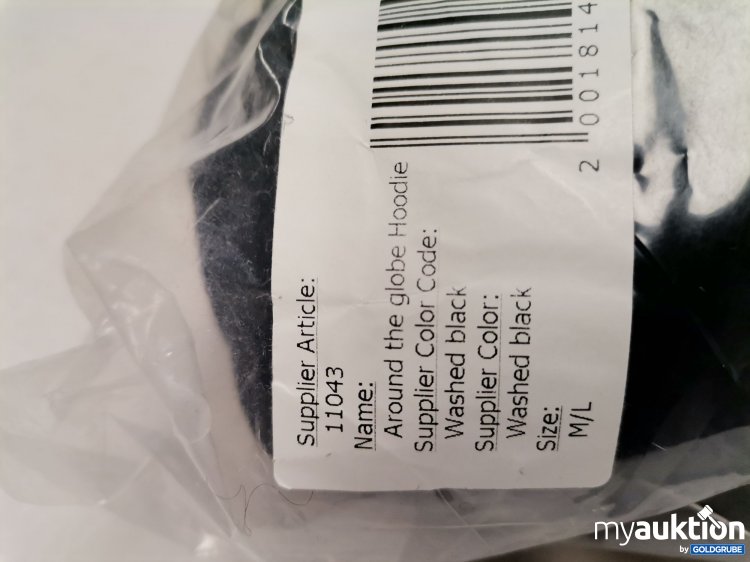 Supplier Article:
11043
Name:
Around the globe Hoodie
Supplier Color Code:
Washed black
Supplier Color:
Washed black
Size:
M/L
2 001814
myauktion
by GOLDGRUBE